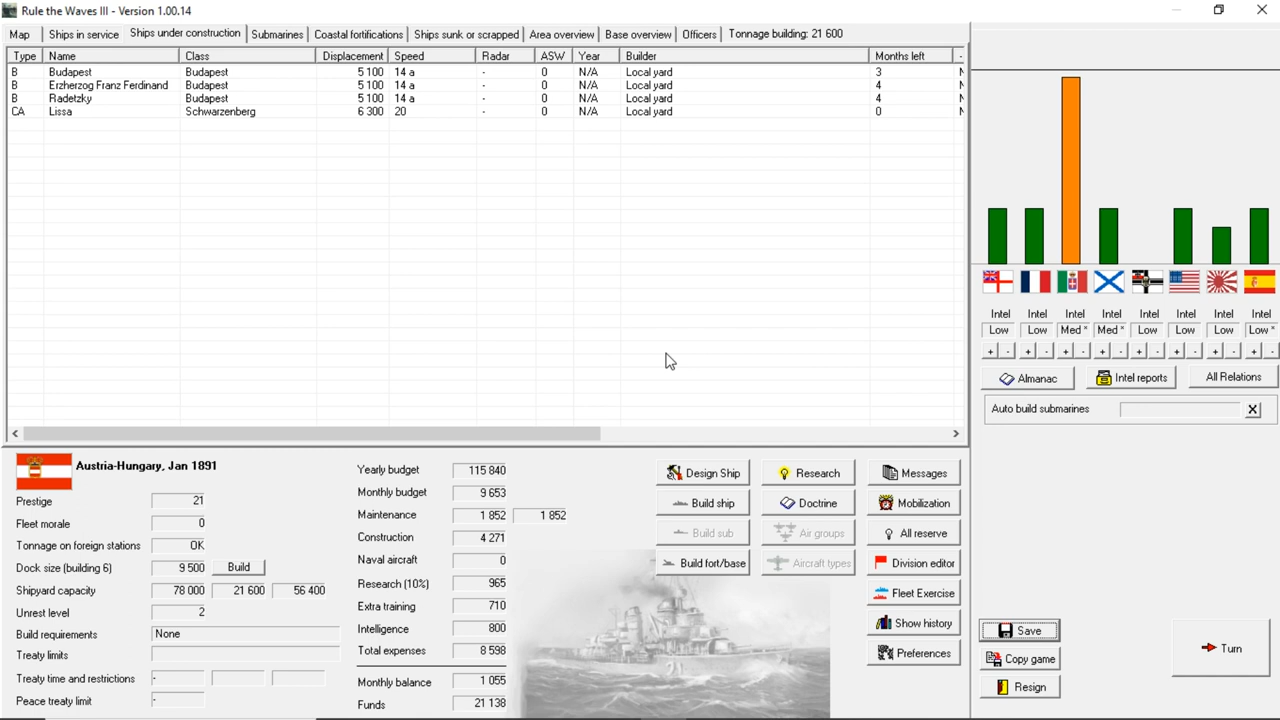 Rule the Waves III - Version 1.00.14
Map Ships in service Ships under construction Submarines Coastal fortifications Ships sunk or scrapped Area overview Base overview Officers Tonnage building: 21 600
Type Name Class Displacement Speed Radar ASW Year Builder Months left -
B Budapest Budapest 5 100 14 a - 0 N/A Local yard 3 N
B Erzherzog Franz Ferdinand Budapest 5 100 14 a - 0 N/A Local yard 4 N
B Radetzky Budapest 5 100 14 a - 0 N/A Local yard 4 N
CA Lissa Schwarzenberg 6 300 20 - 0 N/A Local yard 0 N
Intel Intel Intel Intel Intel Intel Intel Intel
Low Low Med * Med * Low Low Low Low *
+ - + - + - + - + - + - + - + -
Almanac Intel reports All Relations
Auto build submarines X
Austria-Hungary, Jan 1891
Prestige 21
Fleet morale 0
Tonnage on foreign stations OK
Dock size (building 6) 9 500 Build
Shipyard capacity 78 000 21 600 56 400
Unrest level 2
Build requirements None
Treaty limits
Treaty time and restrictions -
Peace treaty limit -
Yearly budget 115 840
Monthly budget 9 653
Maintenance 1 852 1 852
Construction 4 271
Naval aircraft 0
Research (10%) 965
Extra training 710
Intelligence 800
Total expenses 8 598
Monthly balance 1 055
Funds 21 138
Design Ship Research Messages
Build ship Doctrine Mobilization
Build sub Air groups All reserve
Build fort/base Aircraft types Division editor
Fleet Exercise
Show history
Preferences
Save
Copy game
Resign
Turn